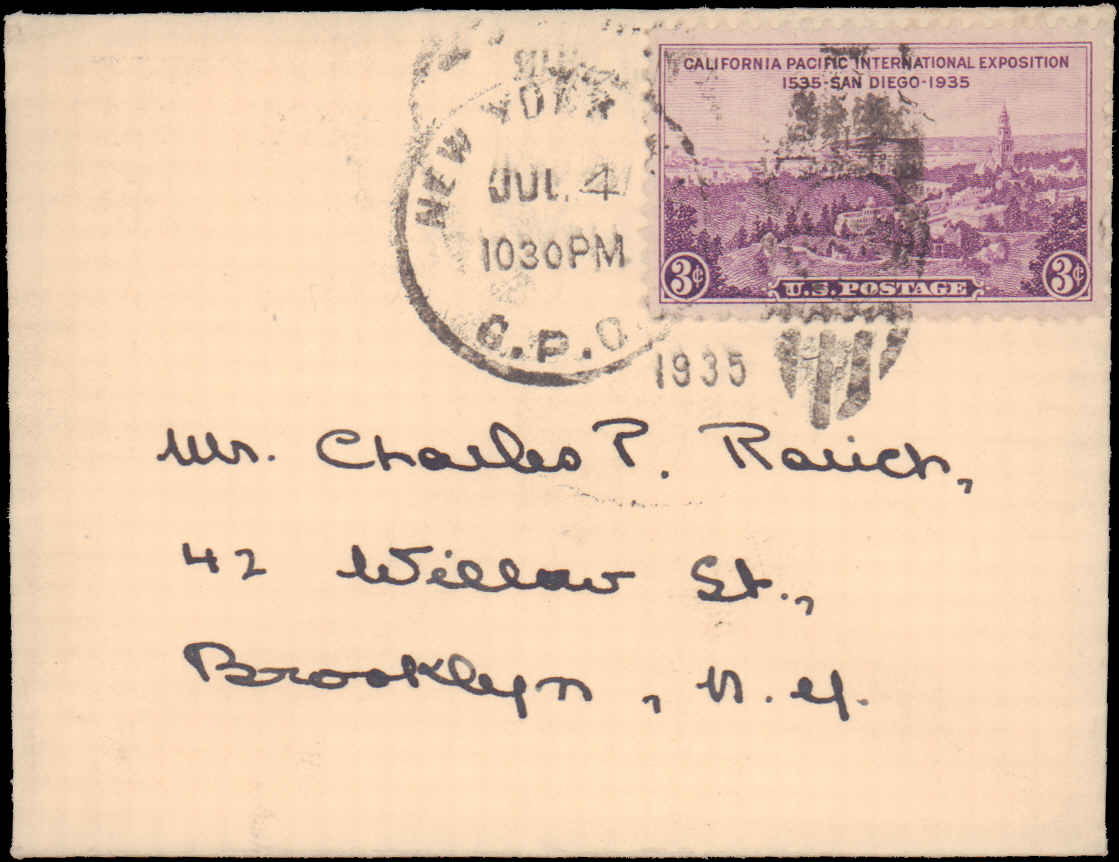 CALIFORNIA PACIFIC INTERNATIONAL EXPOSITION
1535-SAN DIEGO-1935
3¢ U.S. POSTAGE 3¢
NEW YORK
JUL 4
1030PM
G.P.O.
1935
Mr. Charles P. Rauch,
42 Willow St.,
Brooklyn, N.Y.